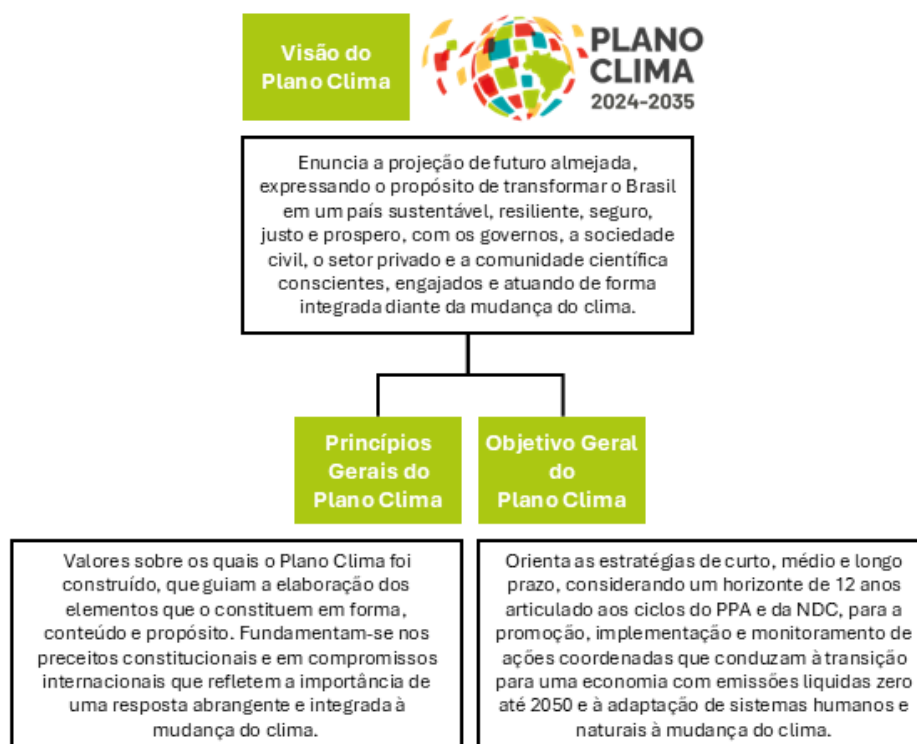 Visão do
Plano Clima
PLANO
CLIMA
2024-2035
Enuncia a projeção de futuro almejada,
expressando o propósito de transformar o Brasil
em um país sustentável, resiliente, seguro,
justo e prospero, com os governos, a sociedade
civil, o setor privado e a comunidade científica
conscientes, engajados e atuando de forma
integrada diante da mudança do clima.
Princípios
Gerais do
Plano Clima
Objetivo Geral
do
Plano Clima
Valores sobre os quais o Plano Clima foi
construído, que guiam a elaboração dos
elementos que o constituem em forma,
conteúdo e propósito. Fundamentam-se nos
preceitos constitucionais e em compromissos
internacionais que refletem a importância de
uma resposta abrangente e integrada à
mudança do clima.
Orienta as estratégias de curto, médio e longo
prazo, considerando um horizonte de 12 anos
articulado aos ciclos do PPA e da NDC, para a
promoção, implementação e monitoramento de
ações coordenadas que conduzam à transição
para uma economia com emissões liquidas zero
até 2050 e à adaptação de sistemas humanos e
naturais à mudança do clima.